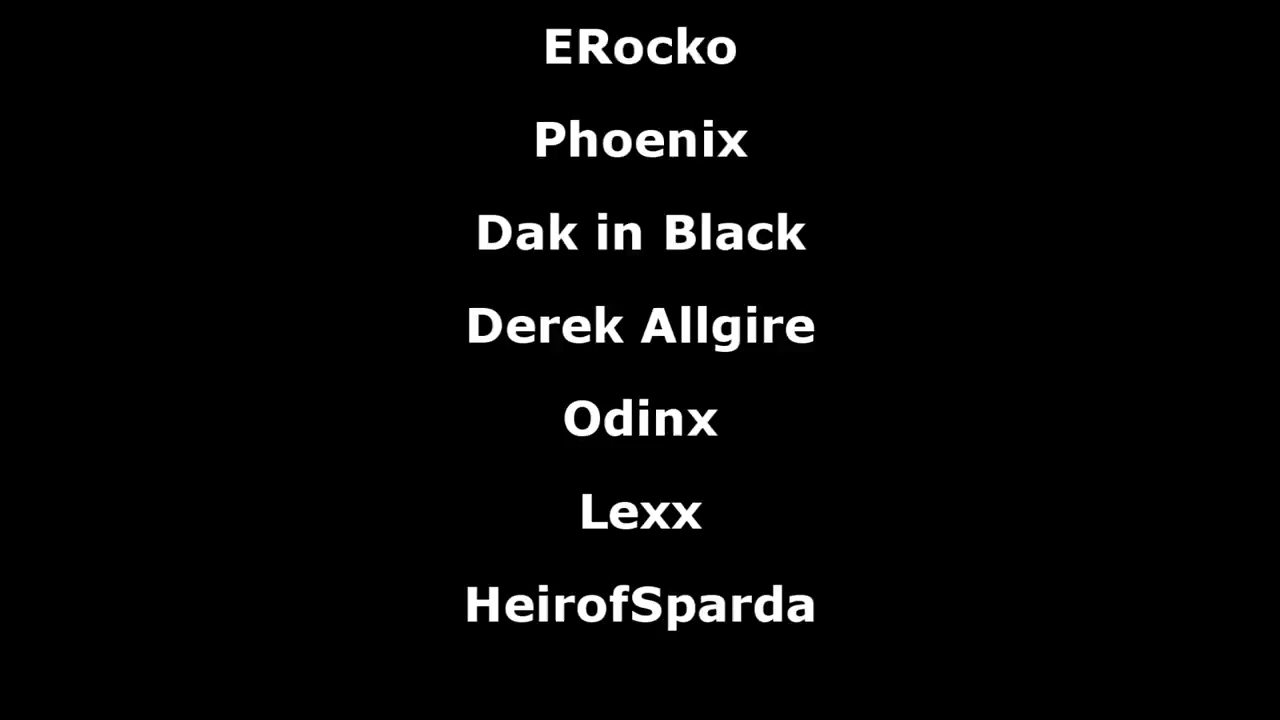 ERocko
Phoenix
Dak in Black
Derek Allgire
Odinx
Lexx
HeirofSparda